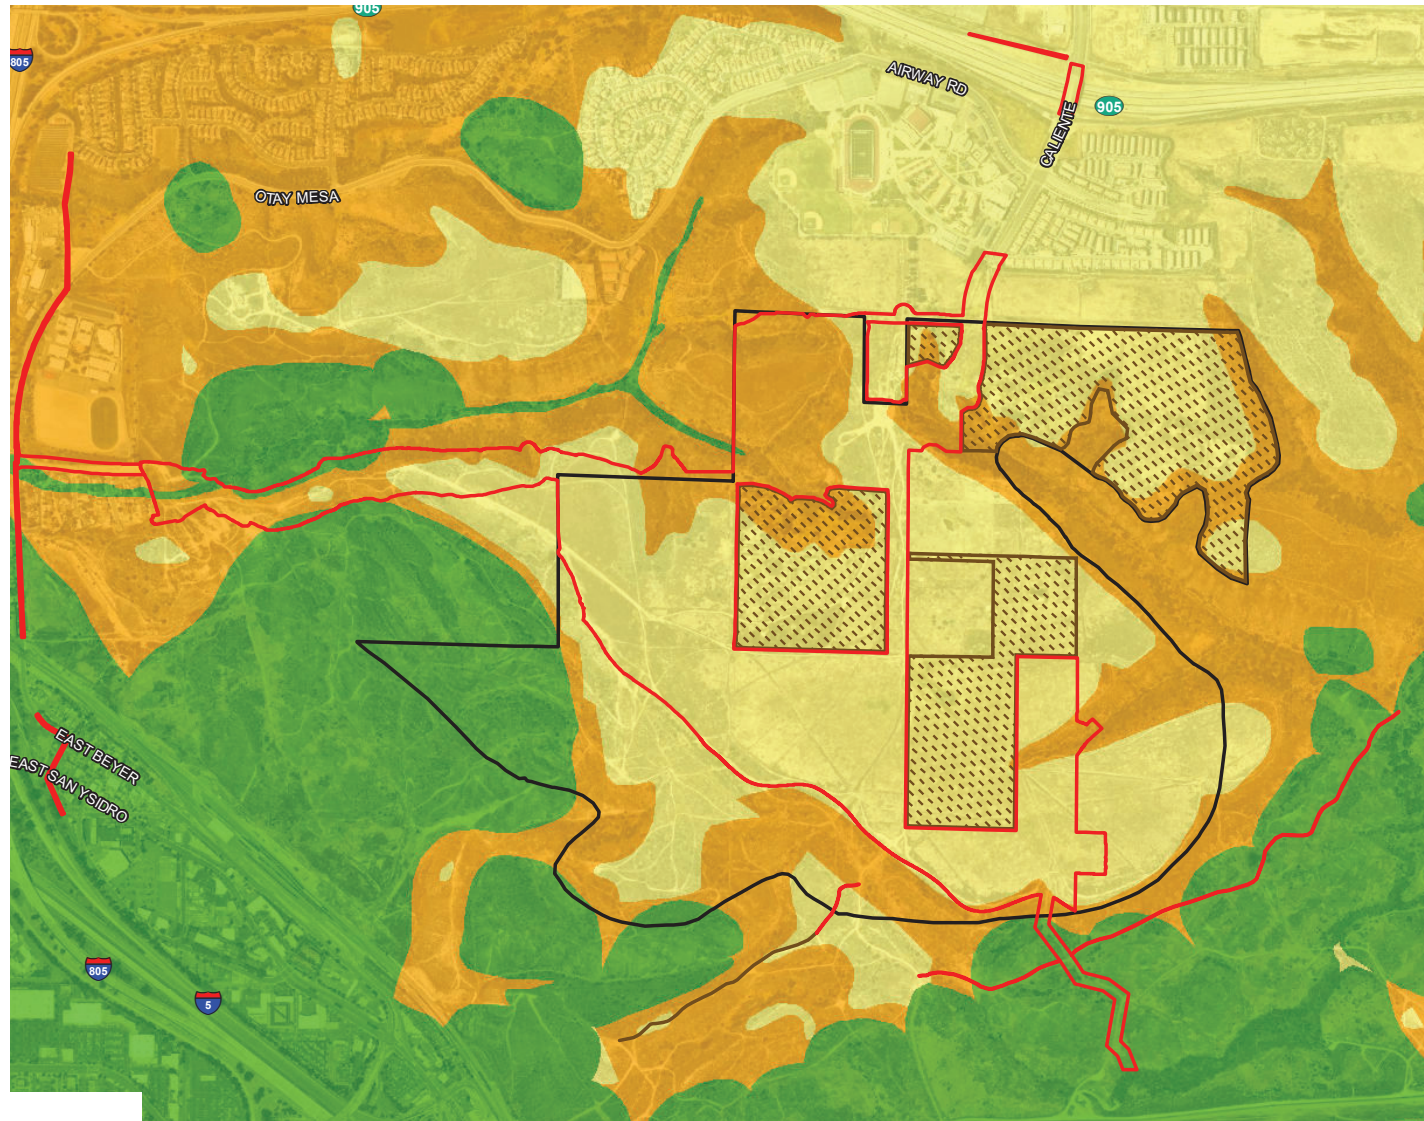 905
805
AIRWAY RD
905
CALIENTE
OTAY MESA
EAST BEYER
EAST SAN YSIDRO
805
5